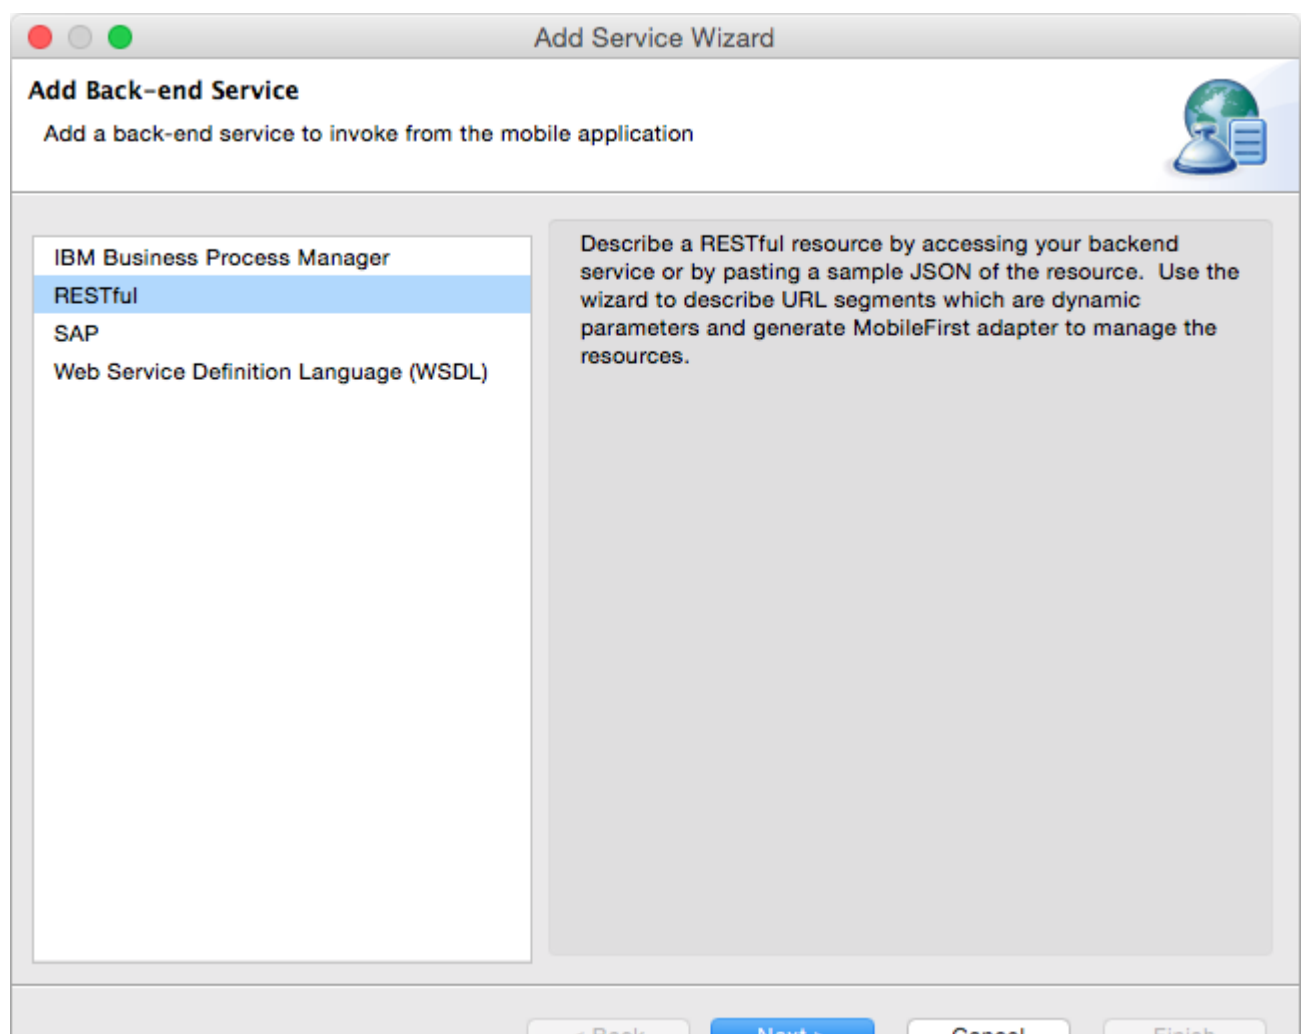 Add Service Wizard
Add Back-end Service
Add a back-end service to invoke from the mobile application
IBM Business Process Manager
RESTful
SAP
Web Service Definition Language (WSDL)
Describe a RESTful resource by accessing your backend
service or by pasting a sample JSON of the resource.  Use the
wizard to describe URL segments which are dynamic
parameters and generate MobileFirst adapter to manage the
resources.
< Back
Next >
Cancel
Finish